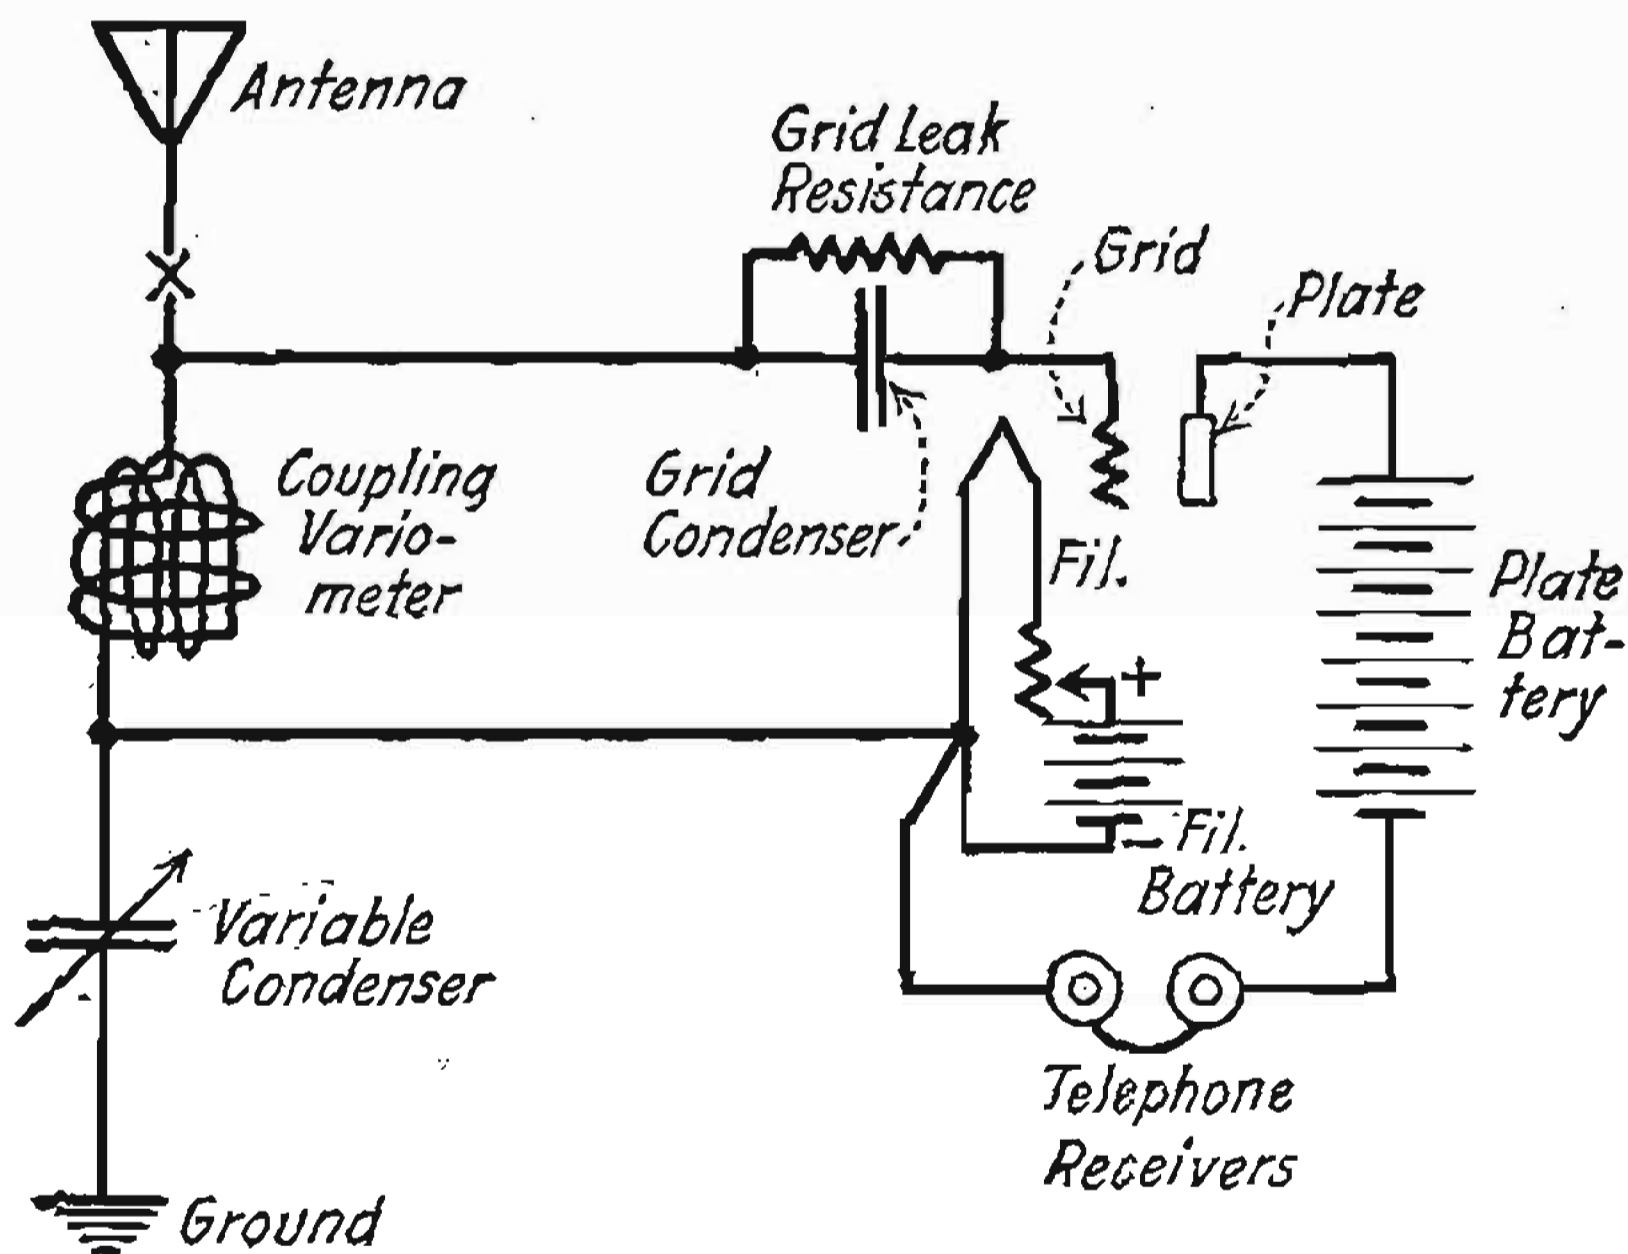 Antenna
Grid Leak
Resistance
Grid
Plate
Coupling
Vario-
meter
Grid
Condenser
Fil.
Plate
Bat-
tery
+
-
Fil.
Battery
Variable
Condenser
Telephone
Receivers
Ground